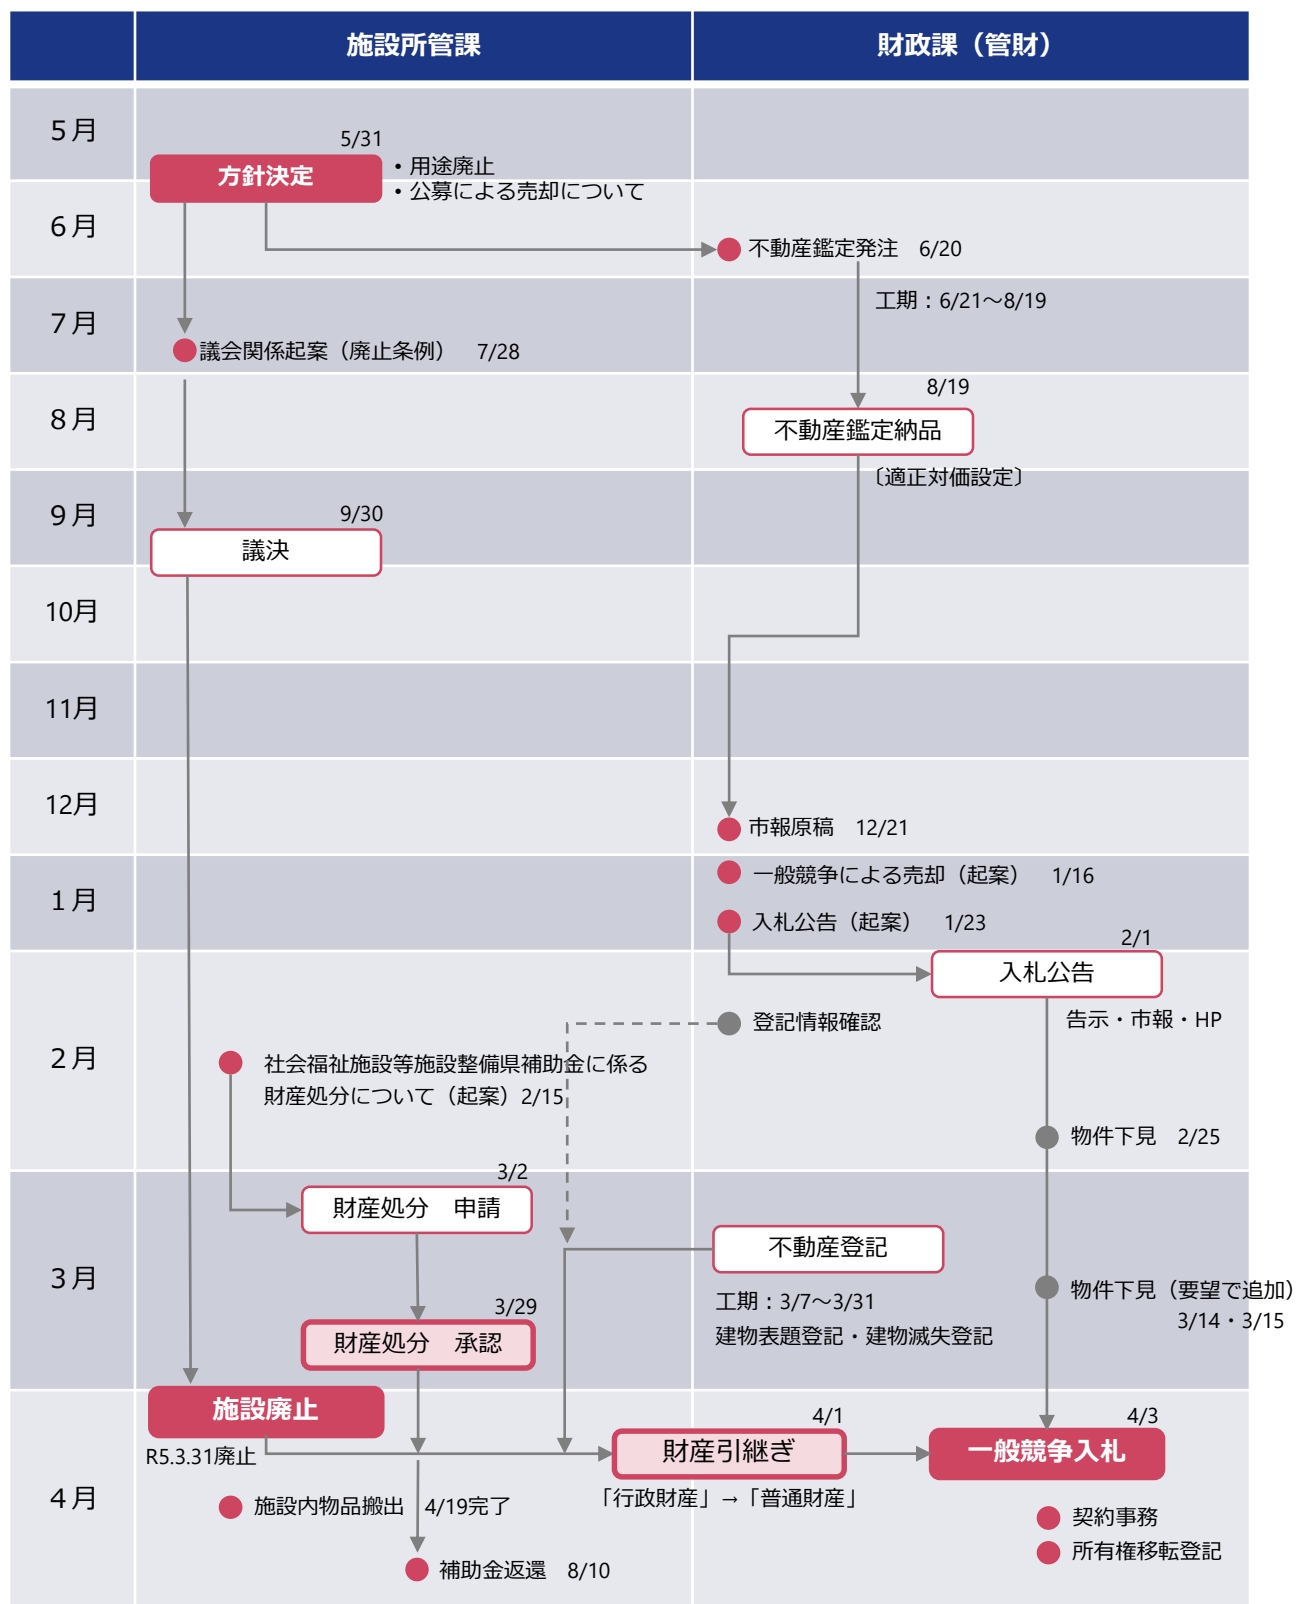 施設所管課
財政課（管財）
5月
5/31
方針決定
・用途廃止
・公募による売却について
6月
不動産鑑定発注　6/20
工期：6/21～8/19
7月
議会関係起案（廃止条例）　7/28
8月
8/19
不動産鑑定納品
〔適正対価設定〕
9月
9/30
議決
10月
11月
12月
市報原稿　12/21
1月
一般競争による売却（起案）　1/16
入札公告（起案）　1/23
2/1
入札公告
告示・市報・HP
2月
登記情報確認
社会福祉施設等施設整備県補助金に係る
財産処分について（起案）2/15
物件下見　2/25
3月
3/2
財産処分　申請
不動産登記
工期：3/7～3/31
建物表題登記・建物滅失登記
物件下見（要望で追加）
3/14・3/15
3/29
財産処分　承認
4月
施設廃止
R5.3.31廃止
4/1
財産引継ぎ
「行政財産」→「普通財産」
4/3
一般競争入札
施設内物品搬出　4/19完了
契約事務
所有権移転登記
補助金返還　8/10